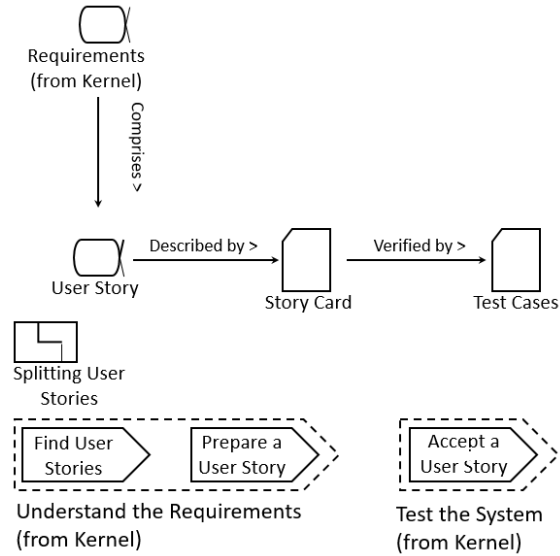 Requirements
(from Kernel)
Comprises >
Described by >
Verified by >
User Story
Story Card
Test Cases
Splitting User
Stories
Find User
Stories
Prepare a
User Story
Accept a
User Story
Understand the Requirements
(from Kernel)
Test the System
(from Kernel)